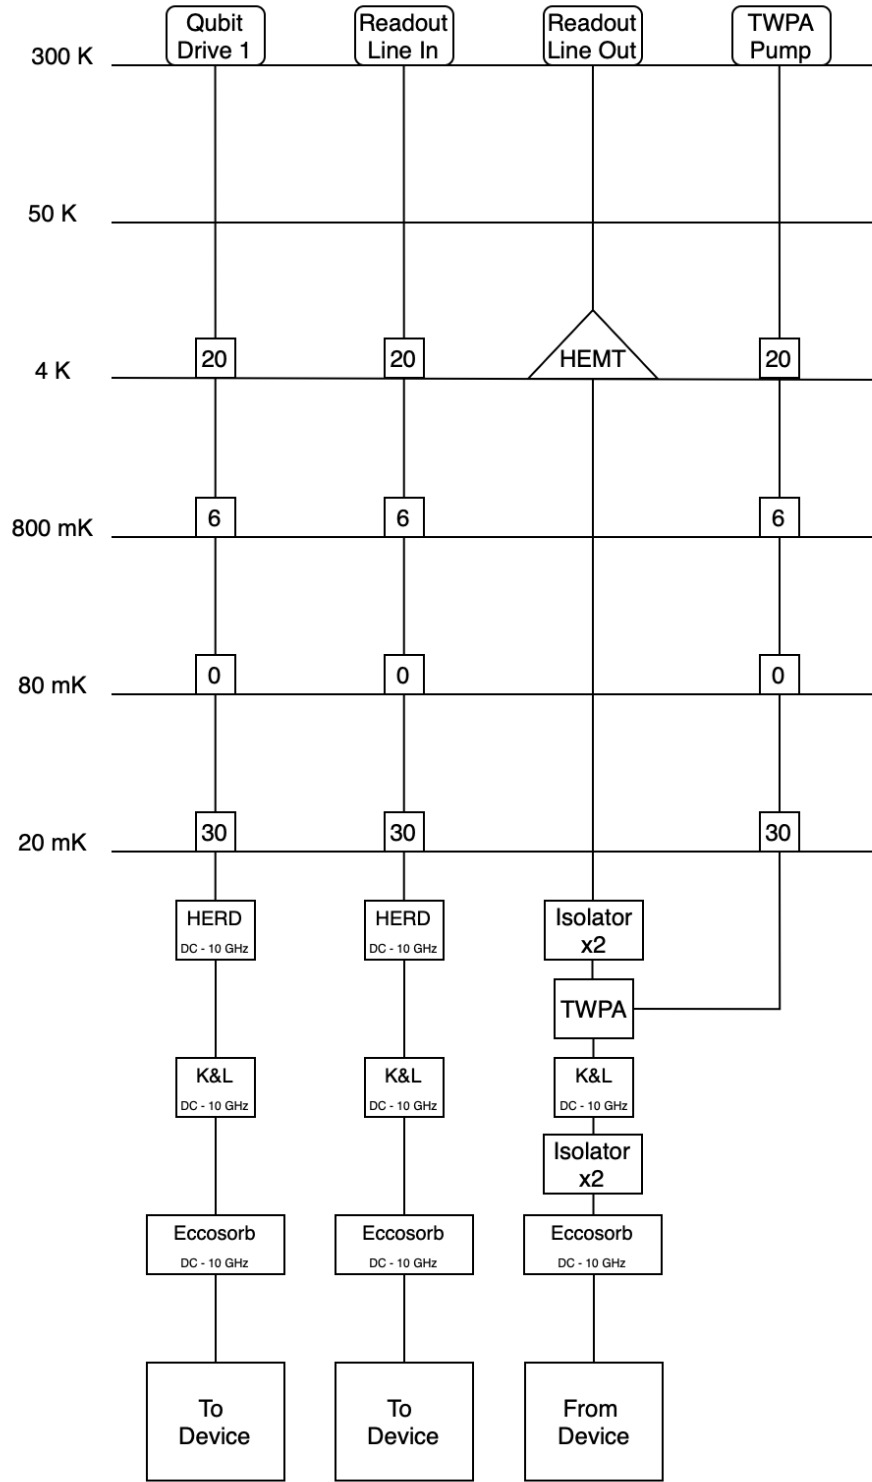 Qubit
Drive 1
Readout
Line In
Readout
Line Out
TWPA
Pump
300 K
50 K
20
20
HEMT
20
4 K
6
6
6
800 mK
0
0
0
80 mK
30
30
30
20 mK
HERD
DC - 10 GHz
HERD
DC - 10 GHz
Isolator
x2
TWPA
K&L
DC - 10 GHz
K&L
DC - 10 GHz
K&L
DC - 10 GHz
Isolator
x2
Eccosorb
DC - 10 GHz
Eccosorb
DC - 10 GHz
Eccosorb
DC - 10 GHz
To
Device
To
Device
From
Device